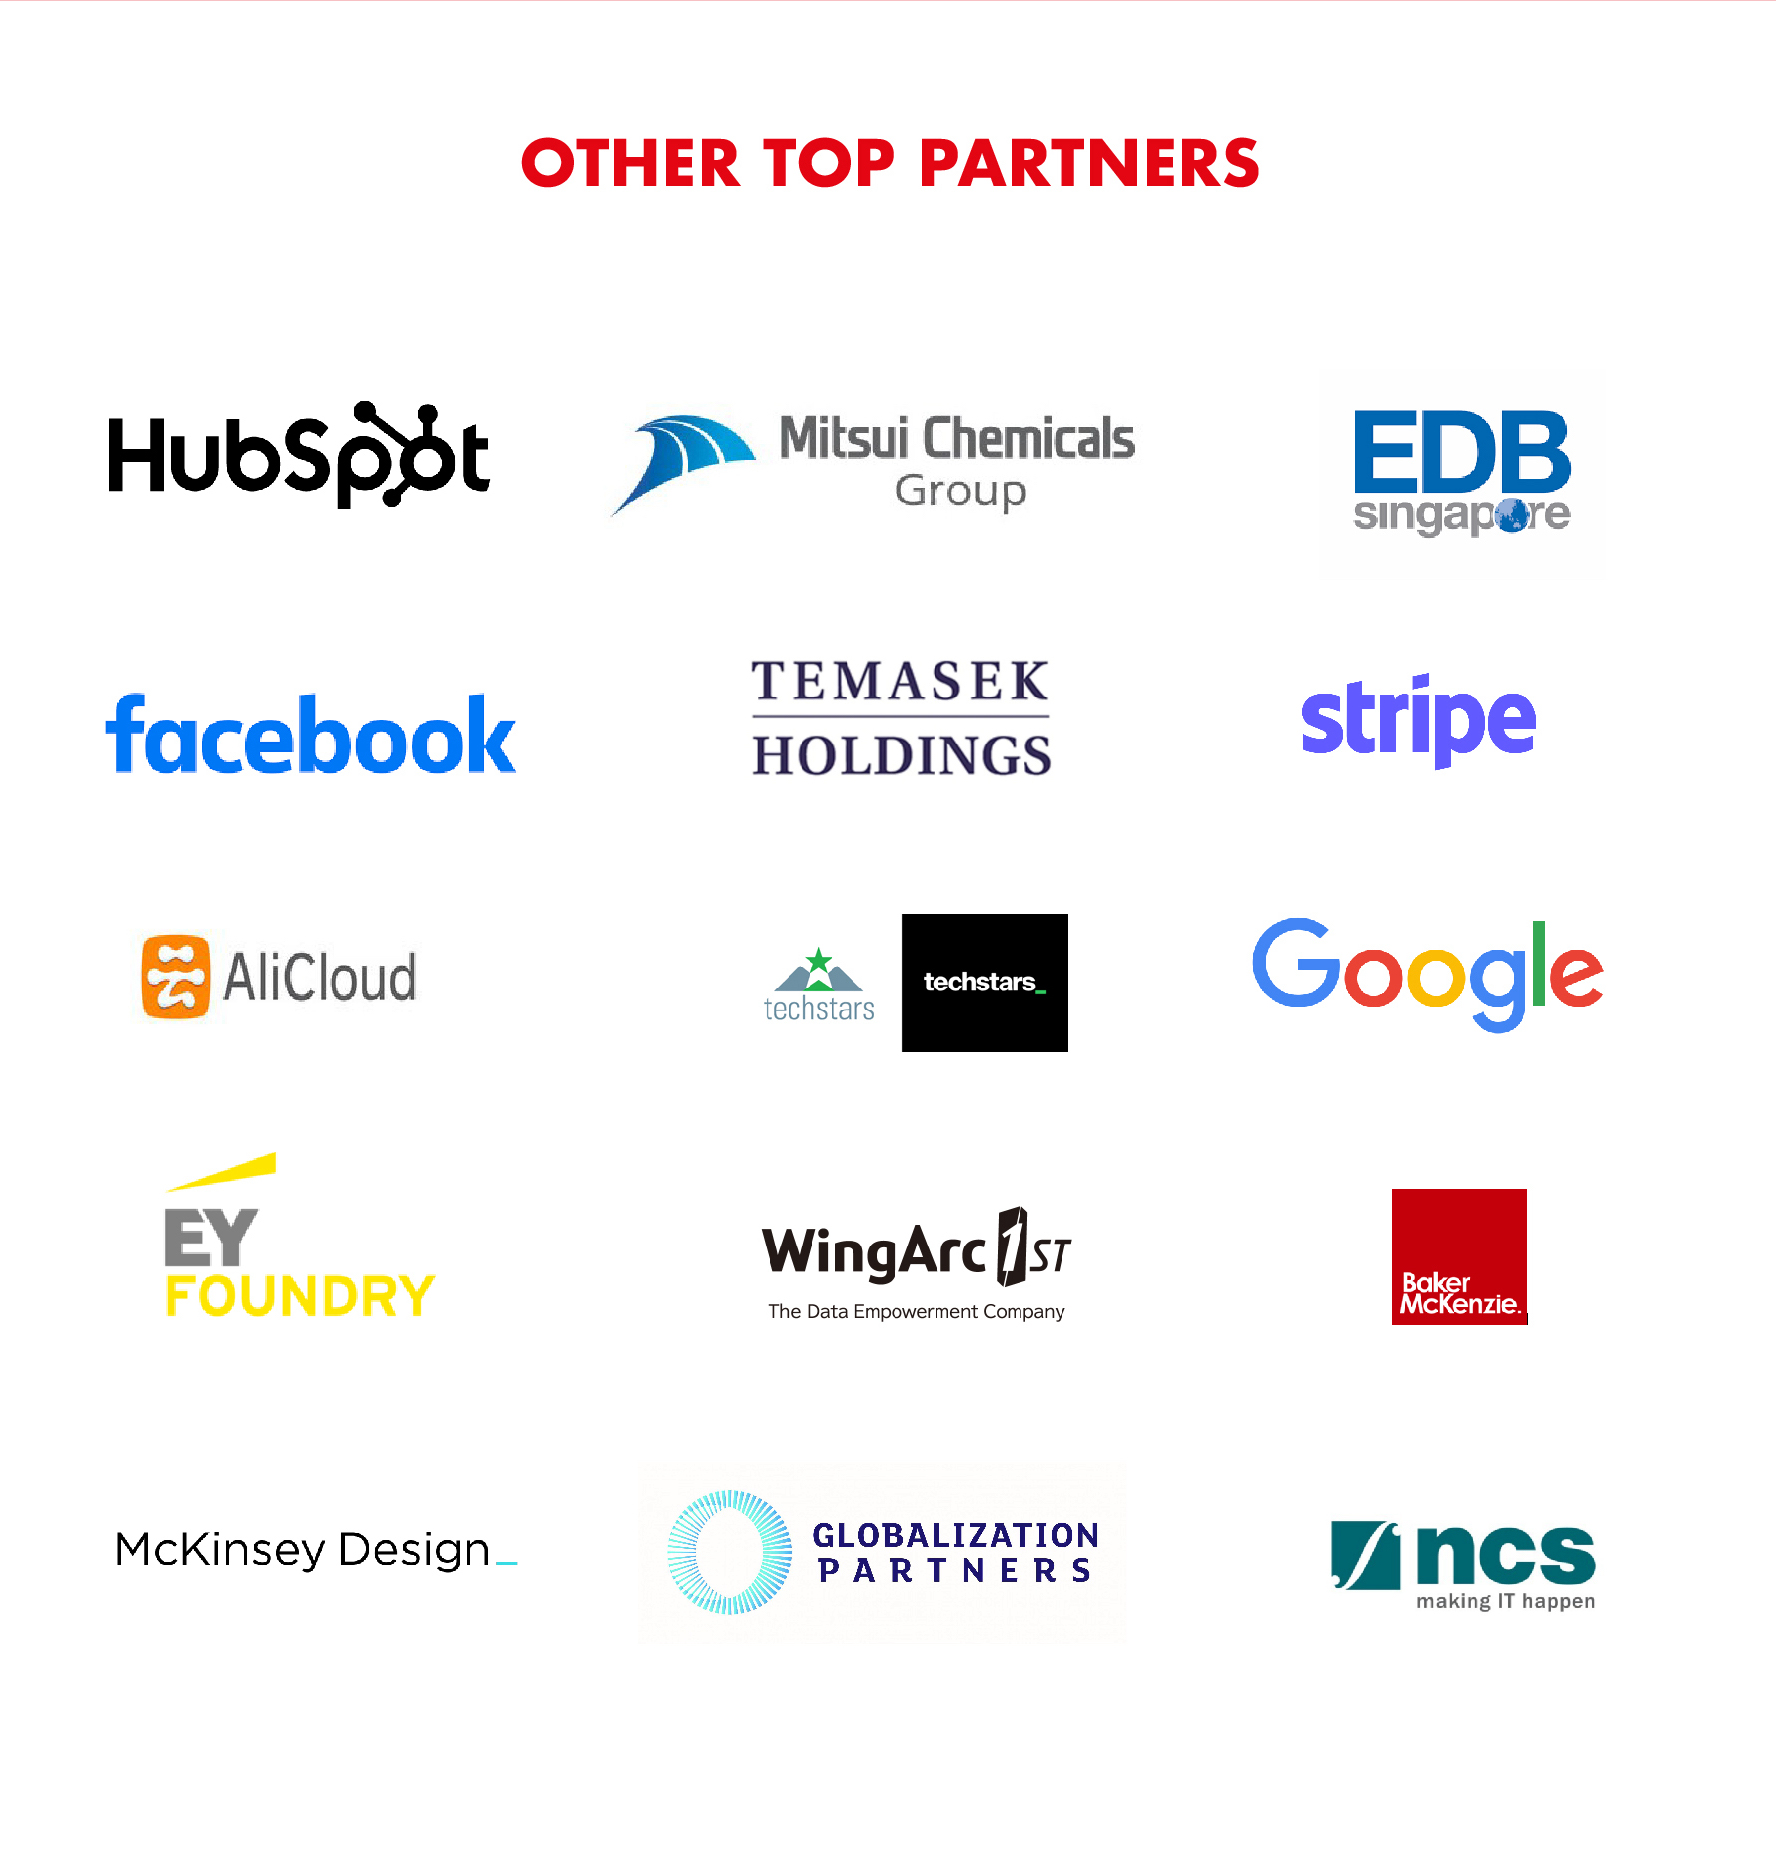 OTHER TOP PARTNERS
HubSpot
Mitsui Chemicals
Group
EDB
singapore
facebook
TEMASEK
HOLDINGS
stripe
AliCloud
techstars
techstars_
Google
EY
FOUNDRY
WingArc 1ST
The Data Empowerment Company
Baker
McKenzie.
McKinsey Design_
GLOBALIZATION
PARTNERS
ncs
making IT happen